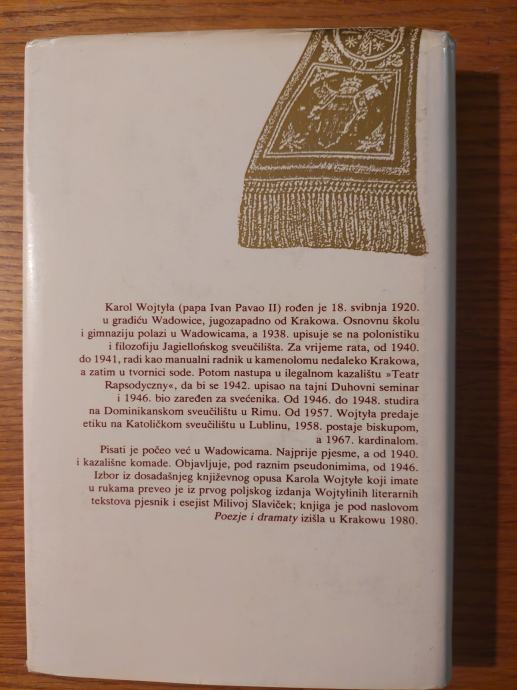 Karol Wojtyła (papa Ivan Pavao II) rođen je 18. svibnja 1920.
u gradiću Wadowice, jugozapadno od Krakowa. Osnovnu školu
i gimnaziju polazi u Wadowicama, a 1938. upisuje se na polonistiku
i filozofiju Jagiellońskog sveučilišta. Za vrijeme rata, od 1940.
do 1941, radi kao manualni radnik u kamenolomu nedaleko Krakowa,
a zatim u tvornici sode. Potom nastupa u ilegalnom kazalištu »Teatr
Rapsodyczny«, da bi se 1942. upisao na tajni Duhovni seminar
i 1946. bio zaređen za svećenika. Od 1946. do 1948. studira
na Dominikanskom sveučilištu u Rimu. Od 1957. Wojtyła predaje
etiku na Katoličkom sveučilištu u Lublinu, 1958. postaje biskupom,
a 1967. kardinalom.
Pisati je počeo već u Wadowicama. Najprije pjesme, a od 1940.
i kazališne komade. Objavljuje, pod raznim pseudonimima, od 1946.
Izbor iz dosadašnjeg književnog opusa Karola Wojtyłe koji imate
u rukama preveo je iz prvog poljskog izdanja Wojtyłinih literarnih
tekstova pjesnik i esejist Milivoj Slaviček; knjiga je pod naslovom
Poezje i dramaty izišla u Krakowu 1980.